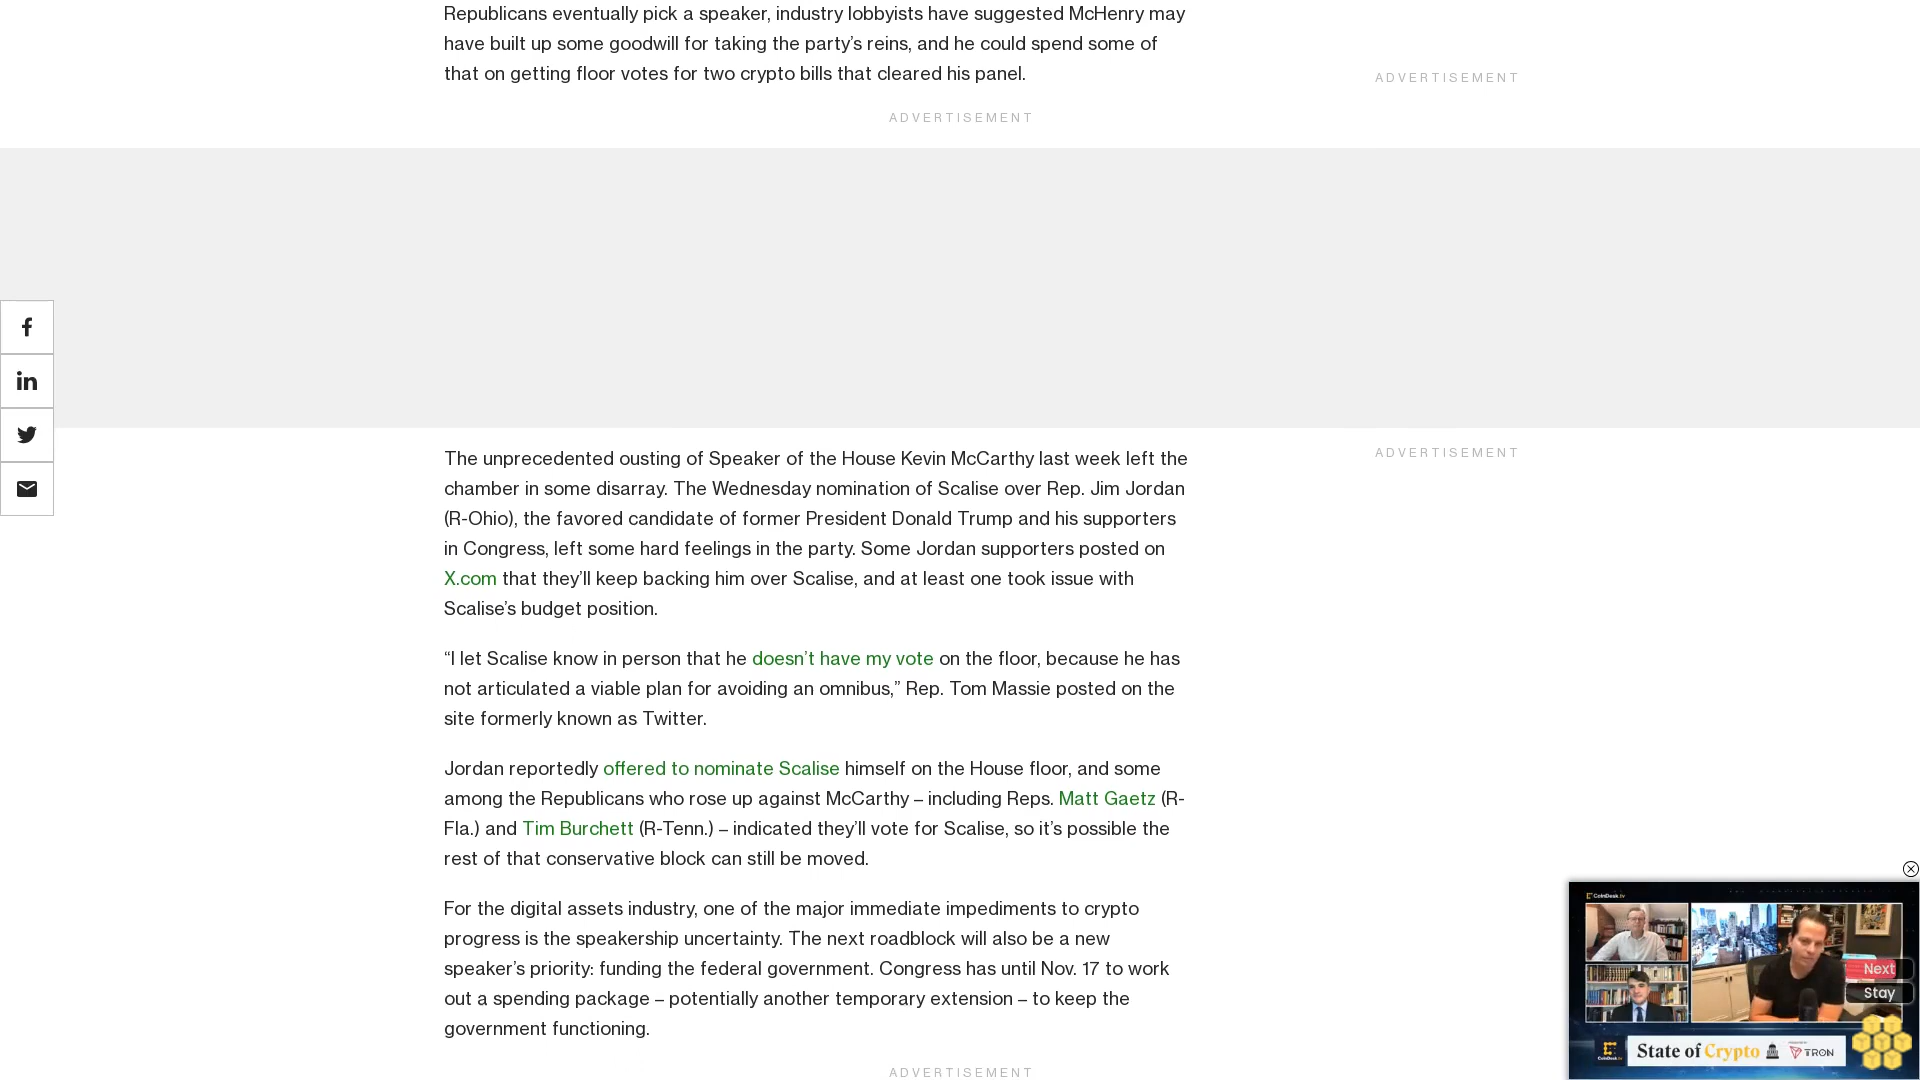 Republicans eventually pick a speaker, industry lobbyists have suggested McHenry may
have built up some goodwill for taking the party’s reins, and he could spend some of
that on getting floor votes for two crypto bills that cleared his panel.
ADVERTISEMENT
ADVERTISEMENT
The unprecedented ousting of Speaker of the House Kevin McCarthy last week left the
chamber in some disarray. The Wednesday nomination of Scalise over Rep. Jim Jordan
(R-Ohio), the favored candidate of former President Donald Trump and his supporters
in Congress, left some hard feelings in the party. Some Jordan supporters posted on
X.com that they’ll keep backing him over Scalise, and at least one took issue with
Scalise’s budget position.
ADVERTISEMENT
“I let Scalise know in person that he doesn’t have my vote on the floor, because he has
not articulated a viable plan for avoiding an omnibus,” Rep. Tom Massie posted on the
site formerly known as Twitter.
Jordan reportedly offered to nominate Scalise himself on the House floor, and some
among the Republicans who rose up against McCarthy – including Reps. Matt Gaetz (R-
Fla.) and Tim Burchett (R-Tenn.) – indicated they’ll vote for Scalise, so it’s possible the
rest of that conservative block can still be moved.
For the digital assets industry, one of the major immediate impediments to crypto
progress is the speakership uncertainty. The next roadblock will also be a new
speaker’s priority: funding the federal government. Congress has until Nov. 17 to work
out a spending package – potentially another temporary extension – to keep the
government functioning.
ADVERTISEMENT
CoinDesk tv
Next
Stay
CoinDesk tv
State of Crypto
TRON